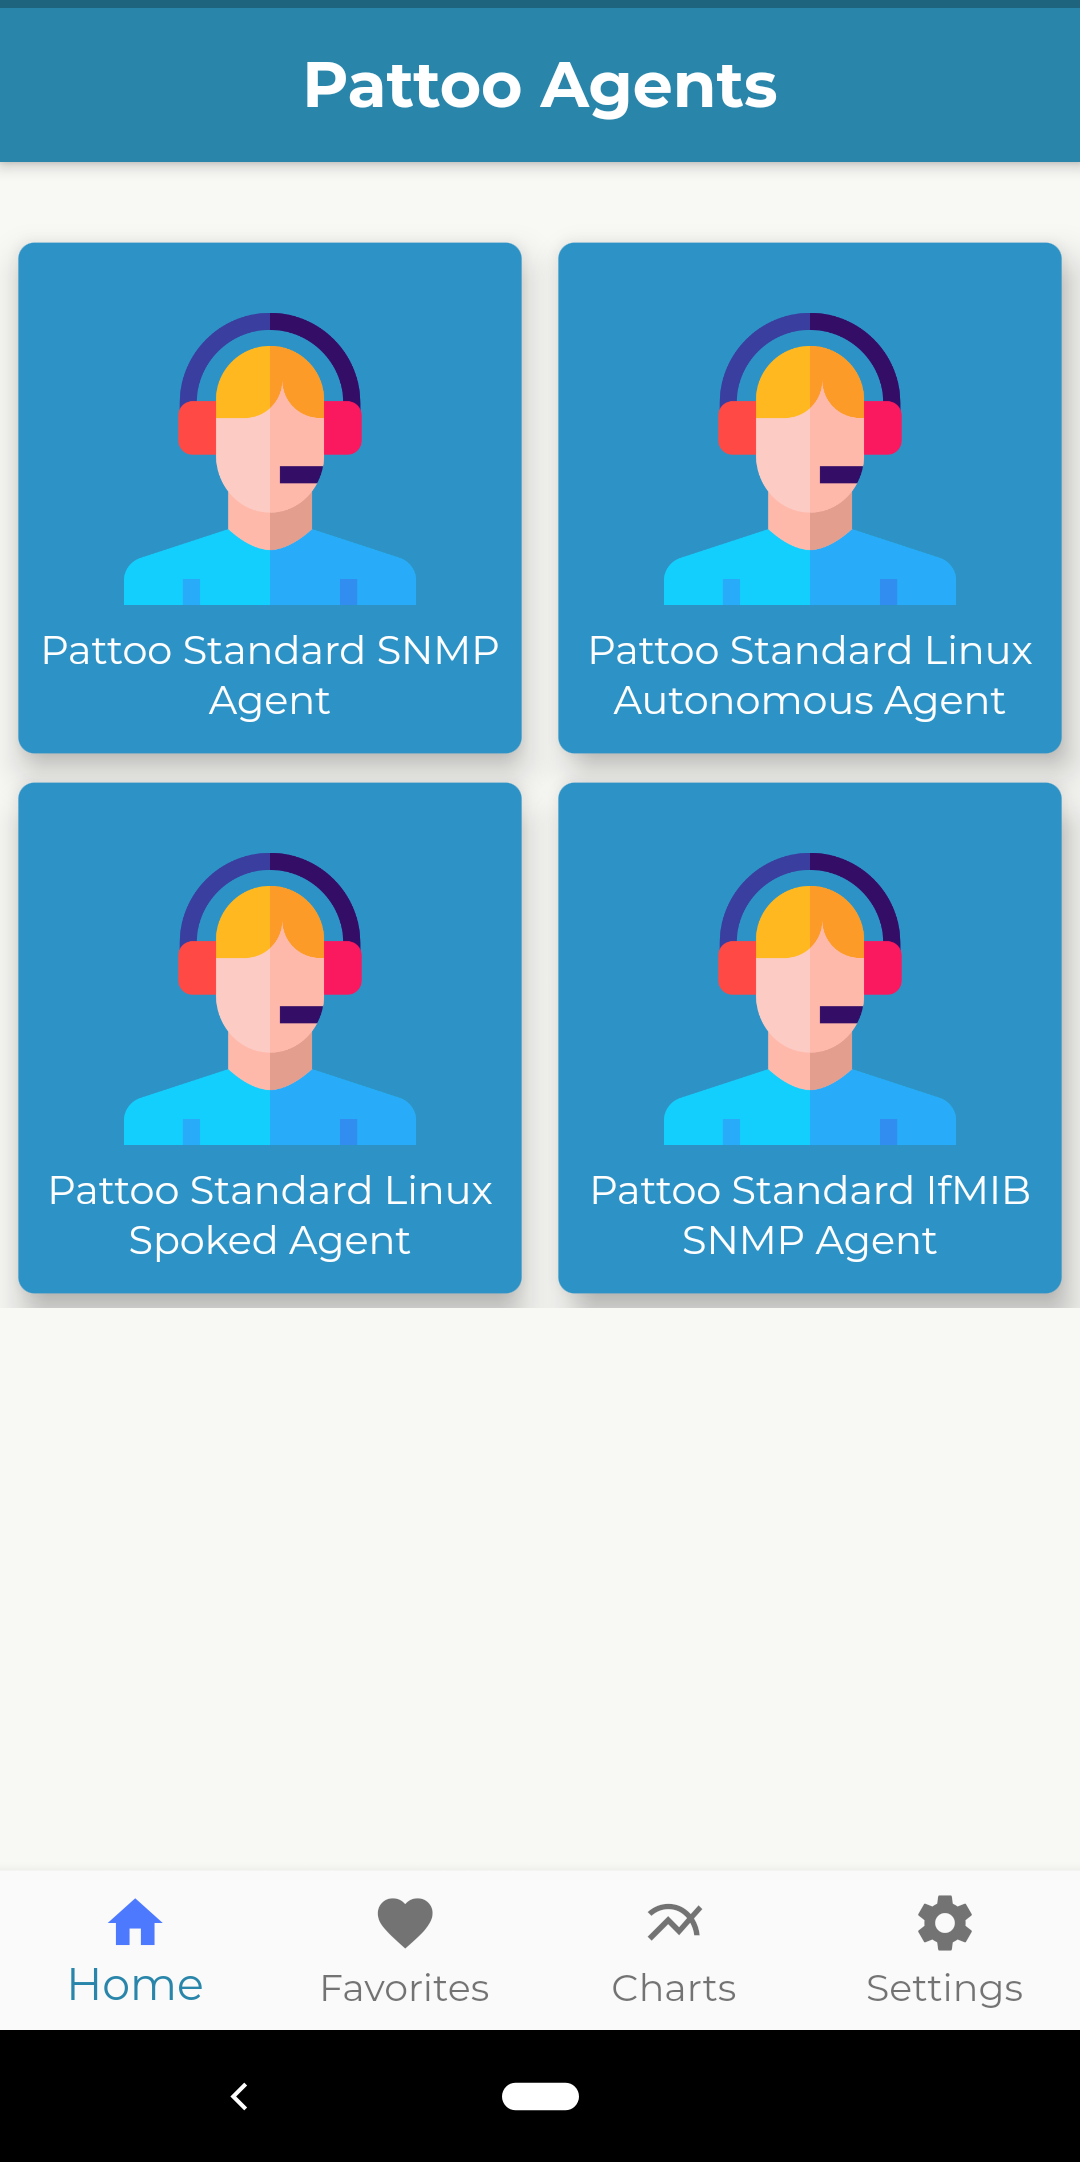 Pattoo Agents
Pattoo Standard SNMP
Agent
Pattoo Standard Linux
Autonomous Agent
Pattoo Standard Linux
Spoked Agent
Pattoo Standard IfMIB
SNMP Agent
Home
Favorites
Charts
Settings